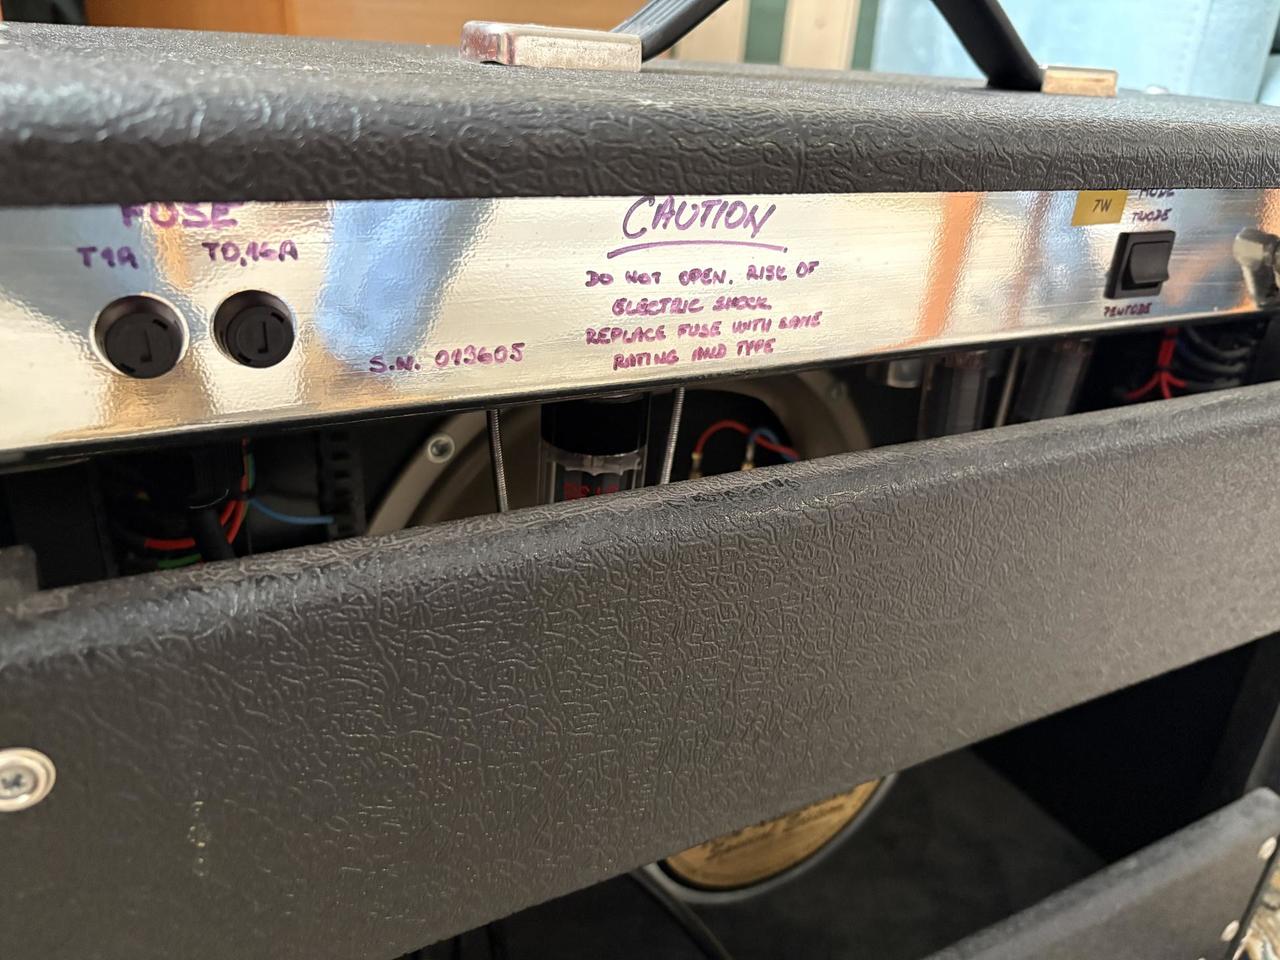 FUSE
T1A T0,16A
CAUTION
DO NOT OPEN. RISK OF
ELECTRIC SHOCK
REPLACE FUSE WITH SAME
RATING AND TYPE
S.N. 013605
7W
MODE
TRIODE
PENTODE